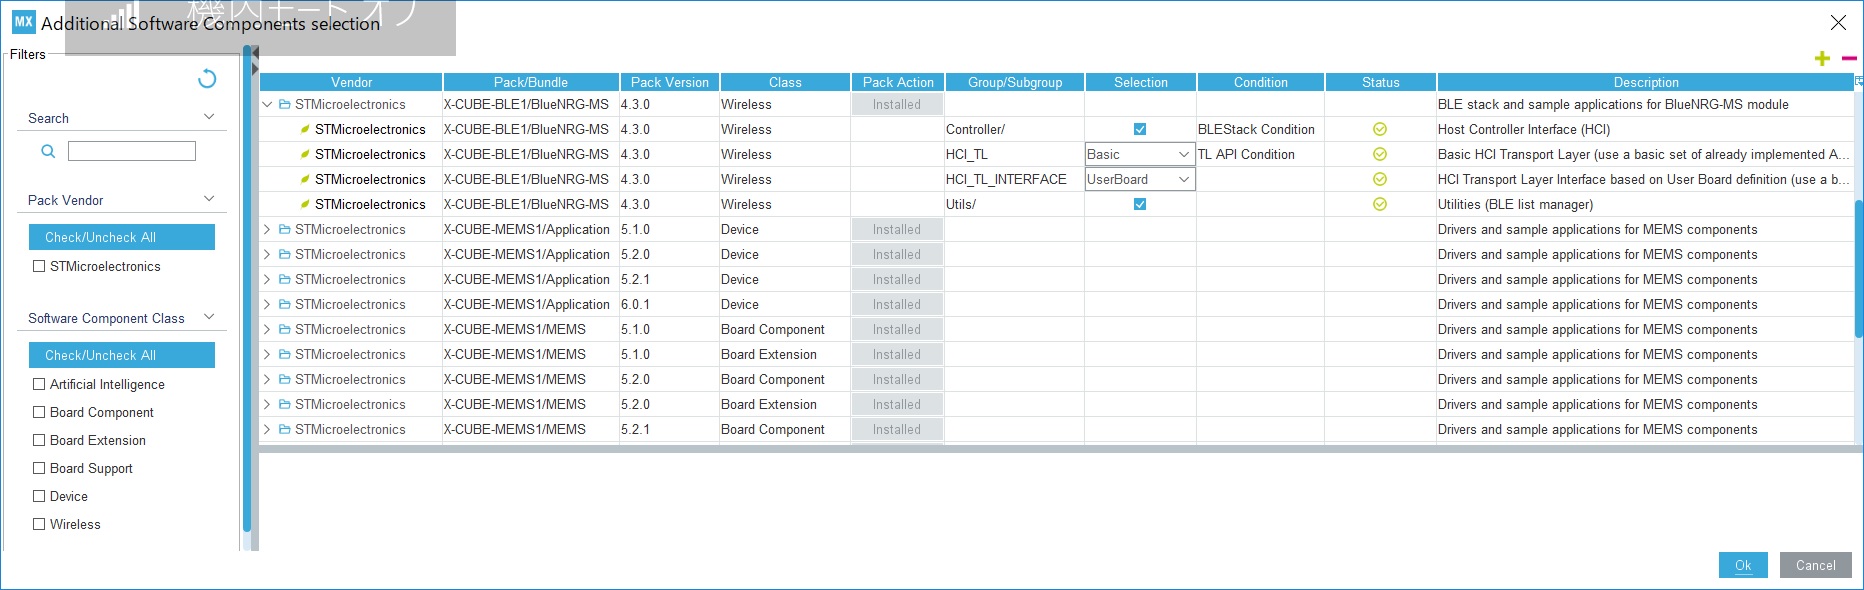 MX Additional Software Components selection
Filters
Search
Pack Vendor
Check/Uncheck All
STMicroelectronics
Software Component Class
Check/Uncheck All
Artificial Intelligence
Board Component
Board Extension
Board Support
Device
Wireless
Vendor Pack/Bundle Pack Version Class Pack Action Group/Subgroup Selection Condition Status Description
STMicroelectronics X-CUBE-BLE1/BlueNRG-MS 4.3.0 Wireless Installed BLE stack and sample applications for BlueNRG-MS module
STMicroelectronics X-CUBE-BLE1/BlueNRG-MS 4.3.0 Wireless Controller/ BLEStack Condition Host Controller Interface (HCI)
STMicroelectronics X-CUBE-BLE1/BlueNRG-MS 4.3.0 Wireless HCI_TL Basic TL API Condition Basic HCI Transport Layer (use a basic set of already implemented A...
STMicroelectronics X-CUBE-BLE1/BlueNRG-MS 4.3.0 Wireless HCI_TL_INTERFACE UserBoard HCI Transport Layer Interface based on User Board definition (use a b...
STMicroelectronics X-CUBE-BLE1/BlueNRG-MS 4.3.0 Wireless Utils/ Utilities (BLE list manager)
STMicroelectronics X-CUBE-MEMS1/Application 5.1.0 Device Installed Drivers and sample applications for MEMS components
STMicroelectronics X-CUBE-MEMS1/Application 5.2.0 Device Installed Drivers and sample applications for MEMS components
STMicroelectronics X-CUBE-MEMS1/Application 5.2.1 Device Installed Drivers and sample applications for MEMS components
STMicroelectronics X-CUBE-MEMS1/Application 6.0.1 Device Installed Drivers and sample applications for MEMS components
STMicroelectronics X-CUBE-MEMS1/MEMS 5.1.0 Board Component Installed Drivers and sample applications for MEMS components
STMicroelectronics X-CUBE-MEMS1/MEMS 5.1.0 Board Extension Installed Drivers and sample applications for MEMS components
STMicroelectronics X-CUBE-MEMS1/MEMS 5.2.0 Board Component Installed Drivers and sample applications for MEMS components
STMicroelectronics X-CUBE-MEMS1/MEMS 5.2.0 Board Extension Installed Drivers and sample applications for MEMS components
STMicroelectronics X-CUBE-MEMS1/MEMS 5.2.1 Board Component Installed Drivers and sample applications for MEMS components
Ok Cancel